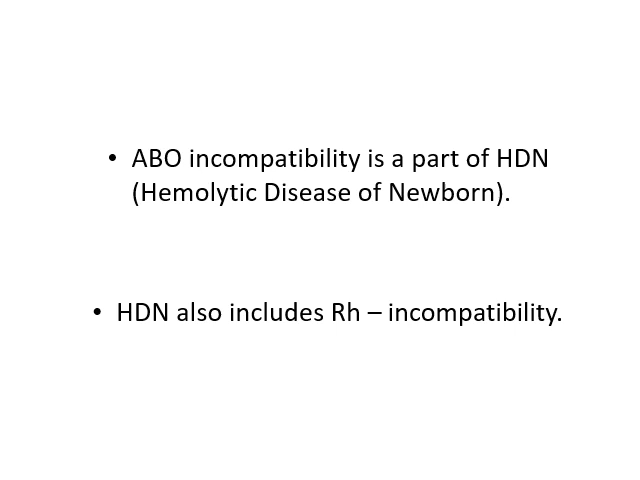 • ABO incompatibility is a part of HDN
(Hemolytic Disease of Newborn).
• HDN also includes Rh – incompatibility.